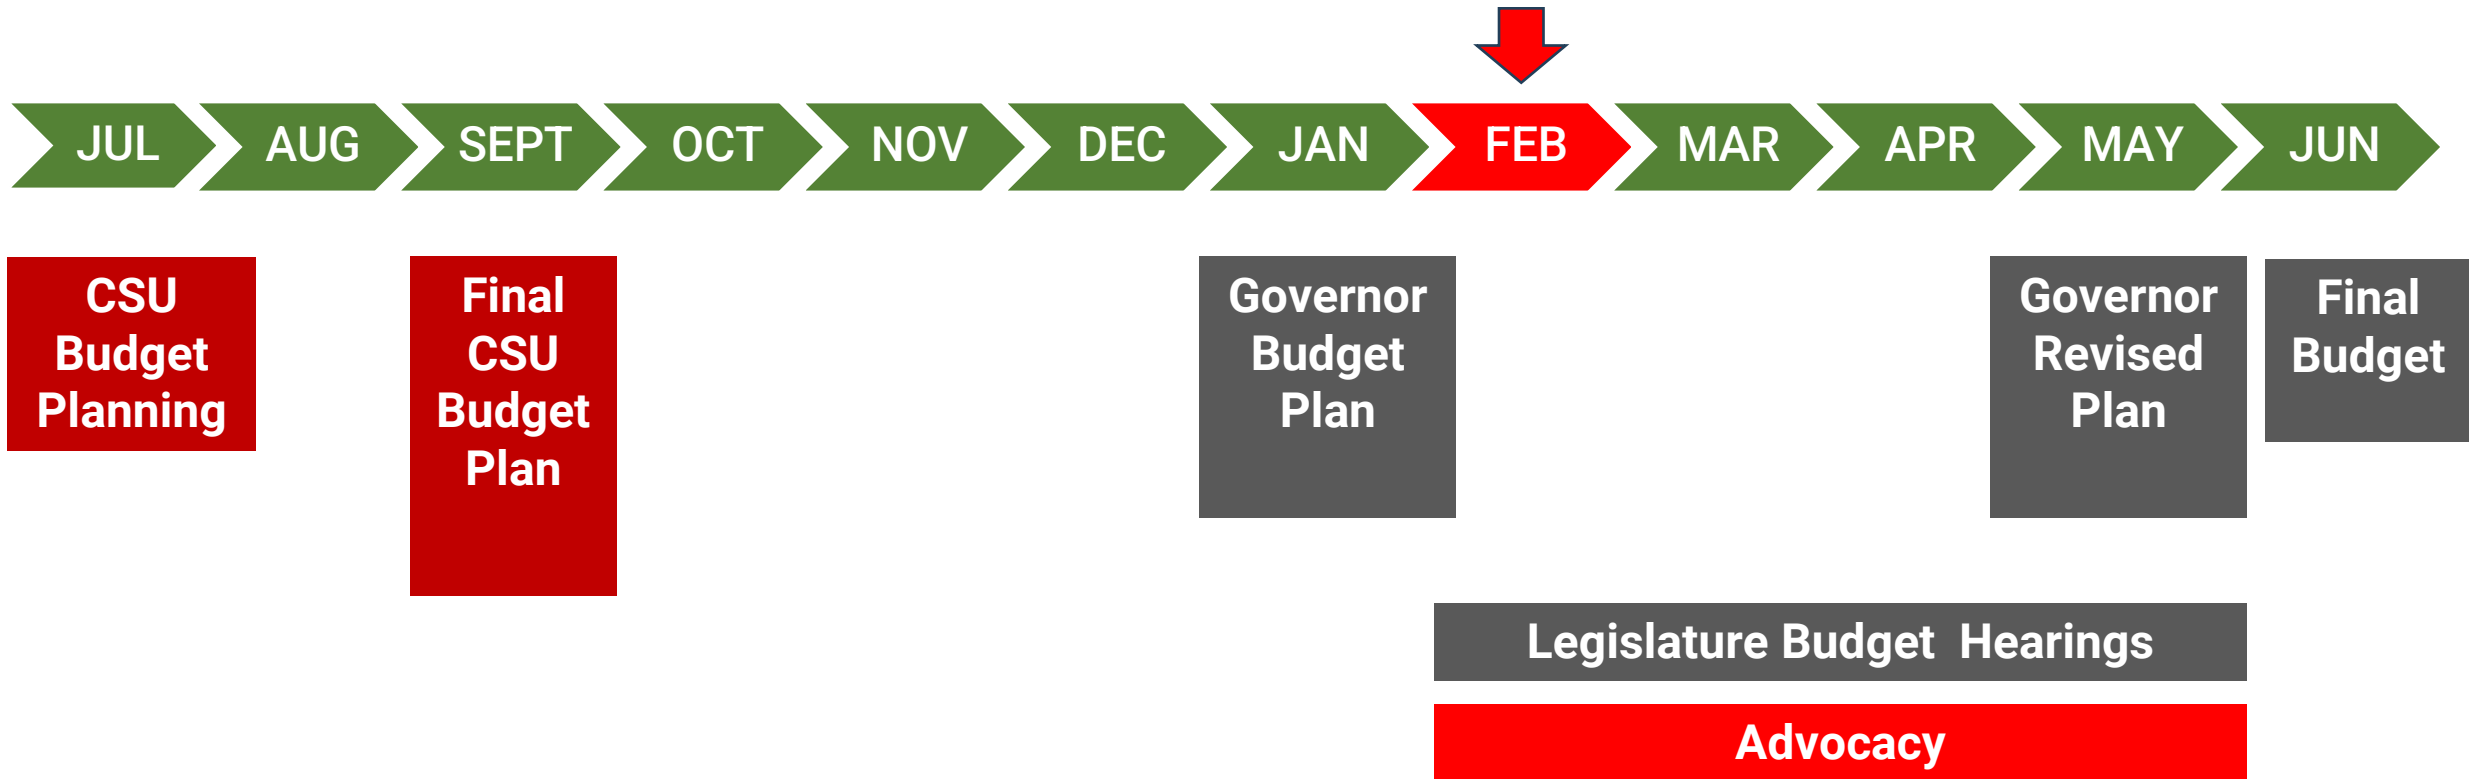 JUL AUG SEPT OCT NOV DEC JAN FEB MAR APR MAY JUN
CSU
Budget
Planning
Final
CSU
Budget
Plan
Governor
Budget
Plan
Governor
Revised
Plan
Final
Budget
Legislature Budget  Hearings
Advocacy